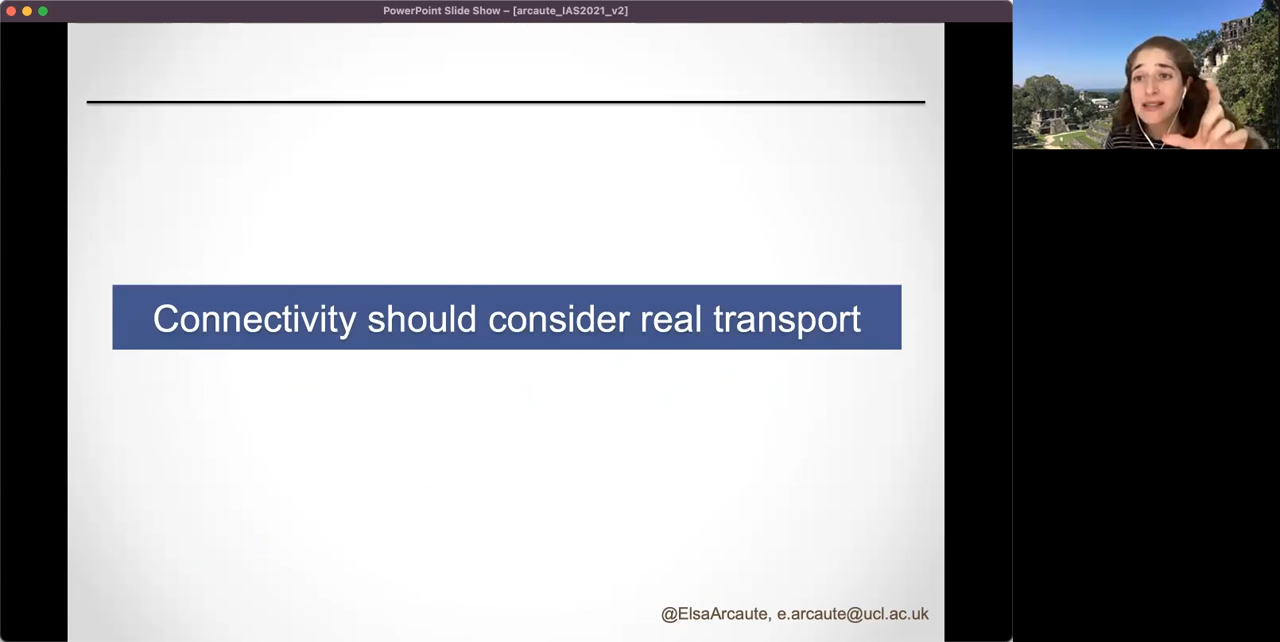 PowerPoint Slide Show – [arcaute_IAS2021_v2]
Connectivity should consider real transport
@ElsaArcaute, e.arcaute@ucl.ac.uk